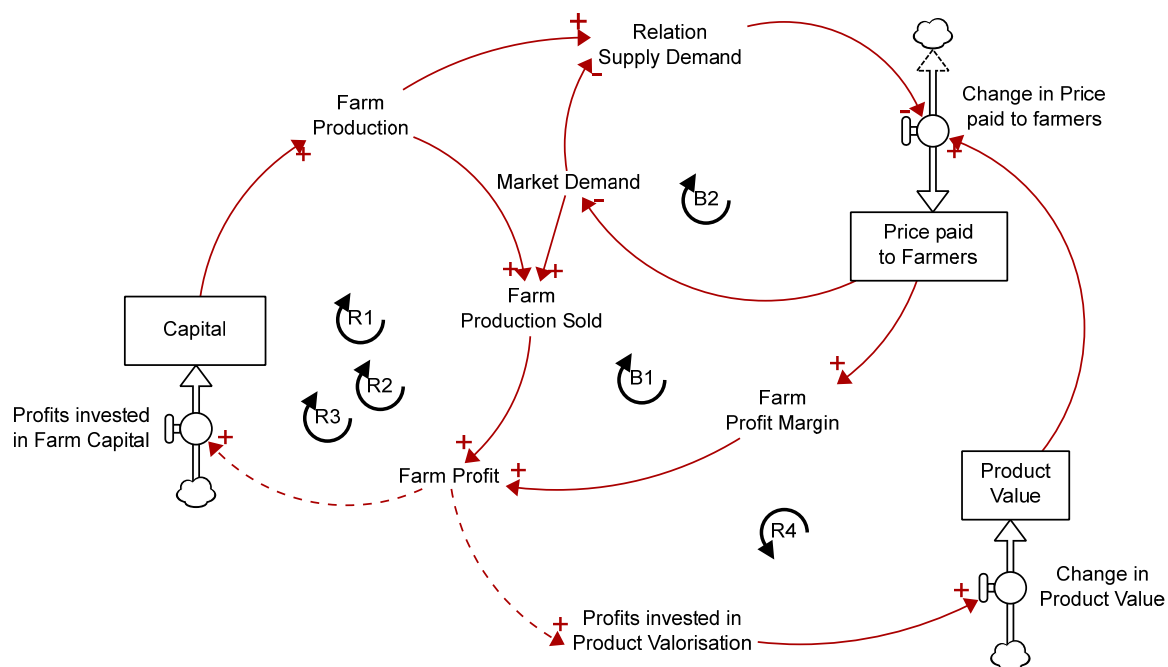 Relation
Supply Demand
Change in Price
paid to farmers
Farm
Production
Market Demand
B2
Price paid
to Farmers
Farm
Production Sold
Capital
R1
R2
R3
B1
Farm
Profit Margin
Profits invested
in Farm Capital
Farm Profit
Product
Value
R4
Change in
Product Value
Profits invested in
Product Valorisation
+
-
-
+
+
-
+
+
+
+
+
+
+
+